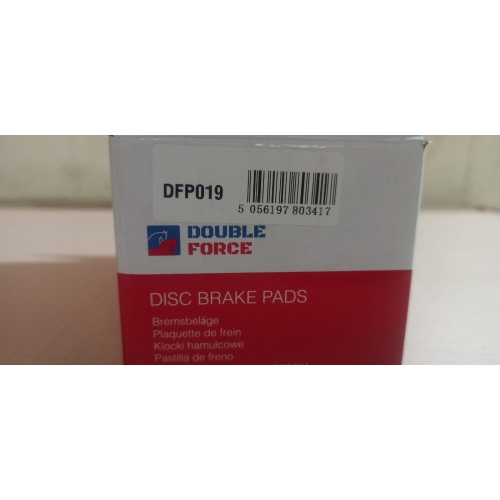 DFP019
5 056197 803417
DOUBLE
FORCE
DISC BRAKE PADS
Bremsbeläge
Plaquette de frein
Klocki hamulcowe
Pastilla de freno